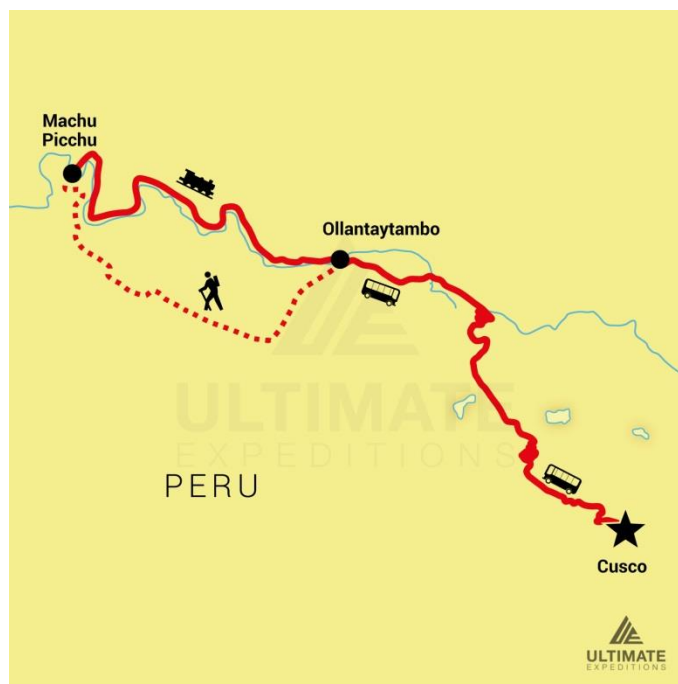 Machu
Picchu
Ollantaytambo
ULTIMATE
EXPEDITIONS
PERU
Cusco
ULTIMATE
EXPEDITIONS